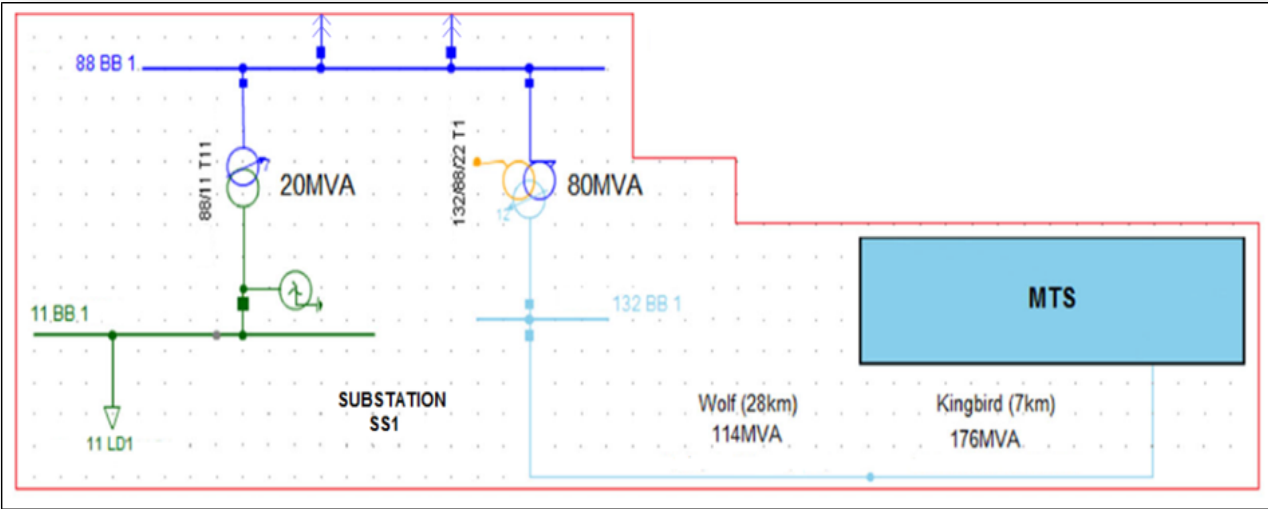 88 BB 1
88/11 T11
20MVA
132/88/22 T1
80MVA
12
11 BB 1
132 BB 1
MTS
SUBSTATION
SS1
Wolf (28km)
114MVA
Kingbird (7km)
176MVA
11 LD1